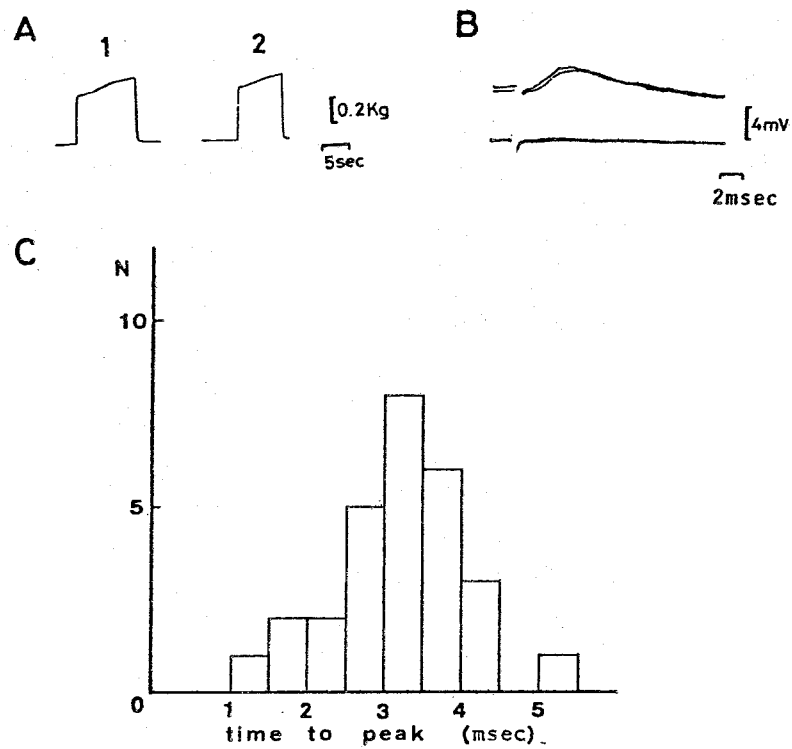 A
B
1 2
[0.2Kg
5sec
[4mV
2msec
C
N
10
5
0
1 2 3 4 5
time to peak (msec)